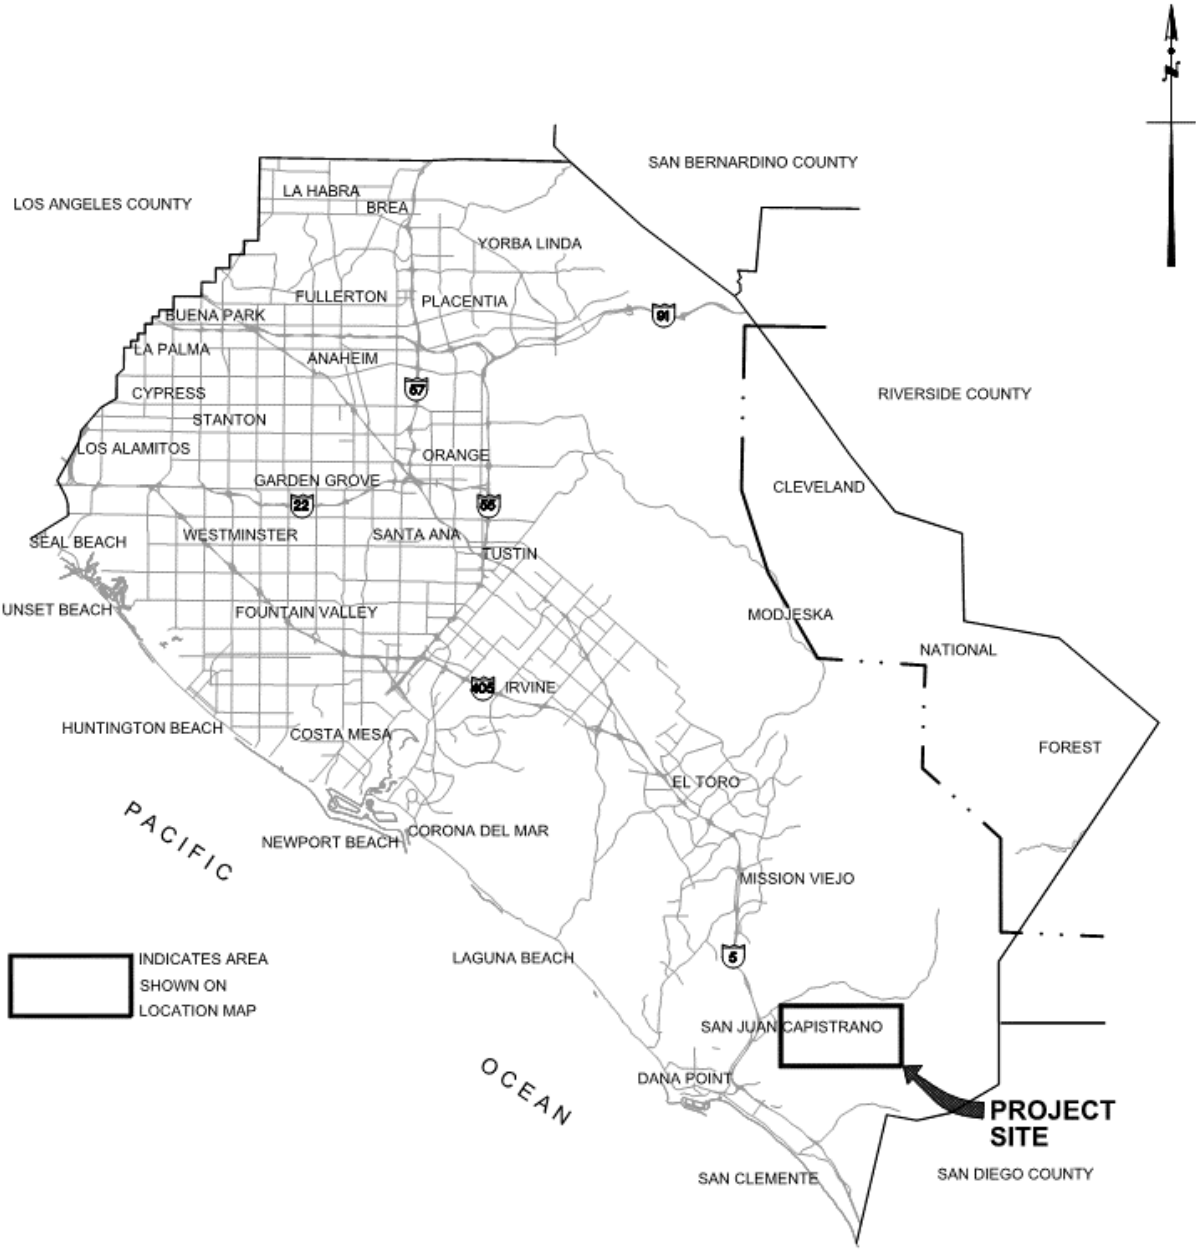 N
SAN BERNARDINO COUNTY
LOS ANGELES COUNTY
LA HABRA
BREA
YORBA LINDA
FULLERTON
PLACENTIA
91
BUENA PARK
LA PALMA
ANAHEIM
57
CYPRESS
RIVERSIDE COUNTY
STANTON
LOS ALAMITOS
ORANGE
GARDEN GROVE
CLEVELAND
22
55
WESTMINSTER
SANTA ANA
SEAL BEACH
TUSTIN
UNSET BEACH
FOUNTAIN VALLEY
MODJESKA
NATIONAL
405
IRVINE
HUNTINGTON BEACH
COSTA MESA
FOREST
EL TORO
PACIFIC
NEWPORT BEACH
CORONA DEL MAR
MISSION VIEJO
LAGUNA BEACH
5
INDICATES AREA
SHOWN ON
LOCATION MAP
SAN JUAN CAPISTRANO
OCEAN
DANA POINT
PROJECT
SITE
SAN CLEMENTE
SAN DIEGO COUNTY